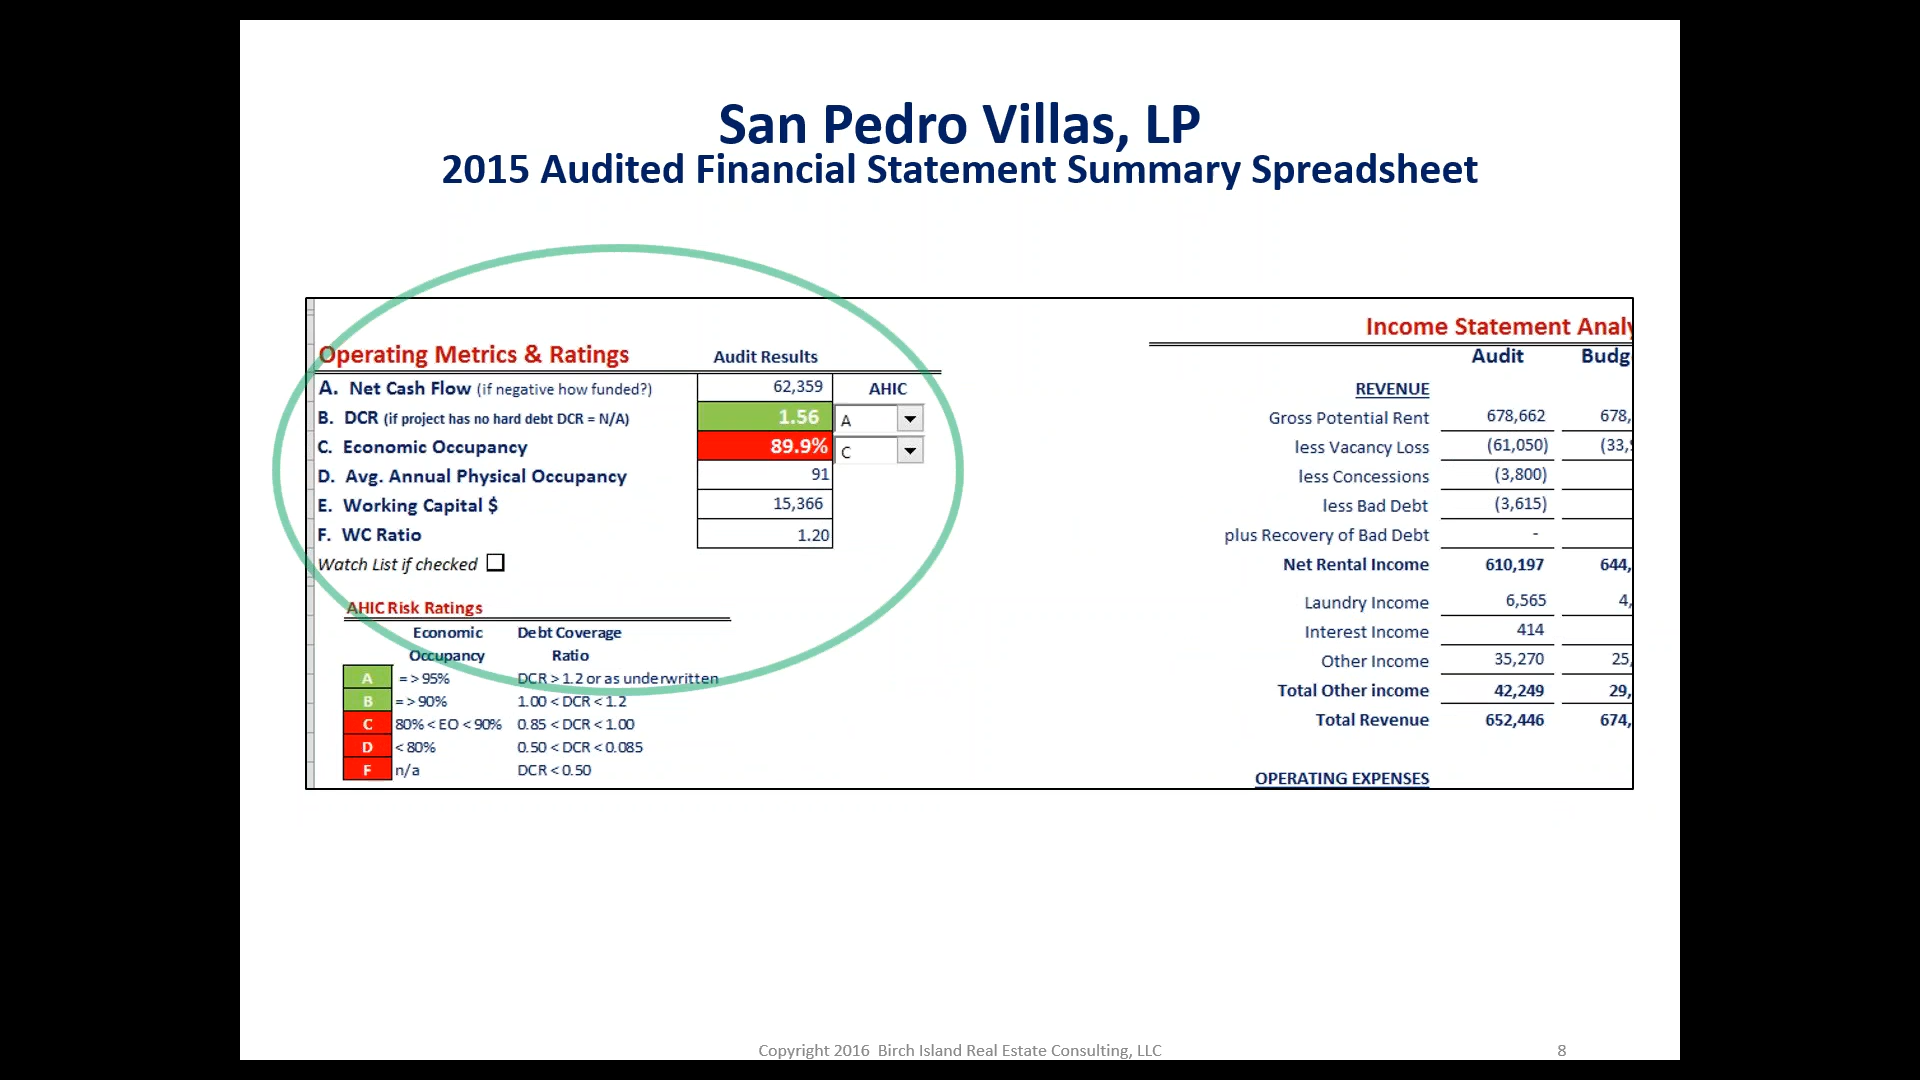 San Pedro Villas, LP
2015 Audited Financial Statement Summary Spreadsheet
Operating Metrics & Ratings Audit Results
A. Net Cash Flow (if negative how funded?) 62,359 AHIC
B. DCR (if project has no hard debt DCR = N/A) 1.56 A
C. Economic Occupancy 89.9% C
D. Avg. Annual Physical Occupancy 91
E. Working Capital $ 15,366
F. WC Ratio 1.20
Watch List if checked
AHIC Risk Ratings
Economic Debt Coverage
Occupancy Ratio
A = > 95% DCR > 1.2 or as underwritten
B = > 90% 1.00 < DCR < 1.2
C 80% < EO < 90% 0.85 < DCR < 1.00
D < 80% 0.50 < DCR < 0.085
F n/a DCR < 0.50
Income Statement Analy
Audit Budg
REVENUE
Gross Potential Rent 678,662 678,
less Vacancy Loss (61,050) (33,
less Concessions (3,800)
less Bad Debt (3,615)
plus Recovery of Bad Debt -
Net Rental Income 610,197 644,
Laundry Income 6,565 4,
Interest Income 414
Other Income 35,270 25,
Total Other income 42,249 29,
Total Revenue 652,446 674,
OPERATING EXPENSES
Copyright 2016 Birch Island Real Estate Consulting, LLC 8